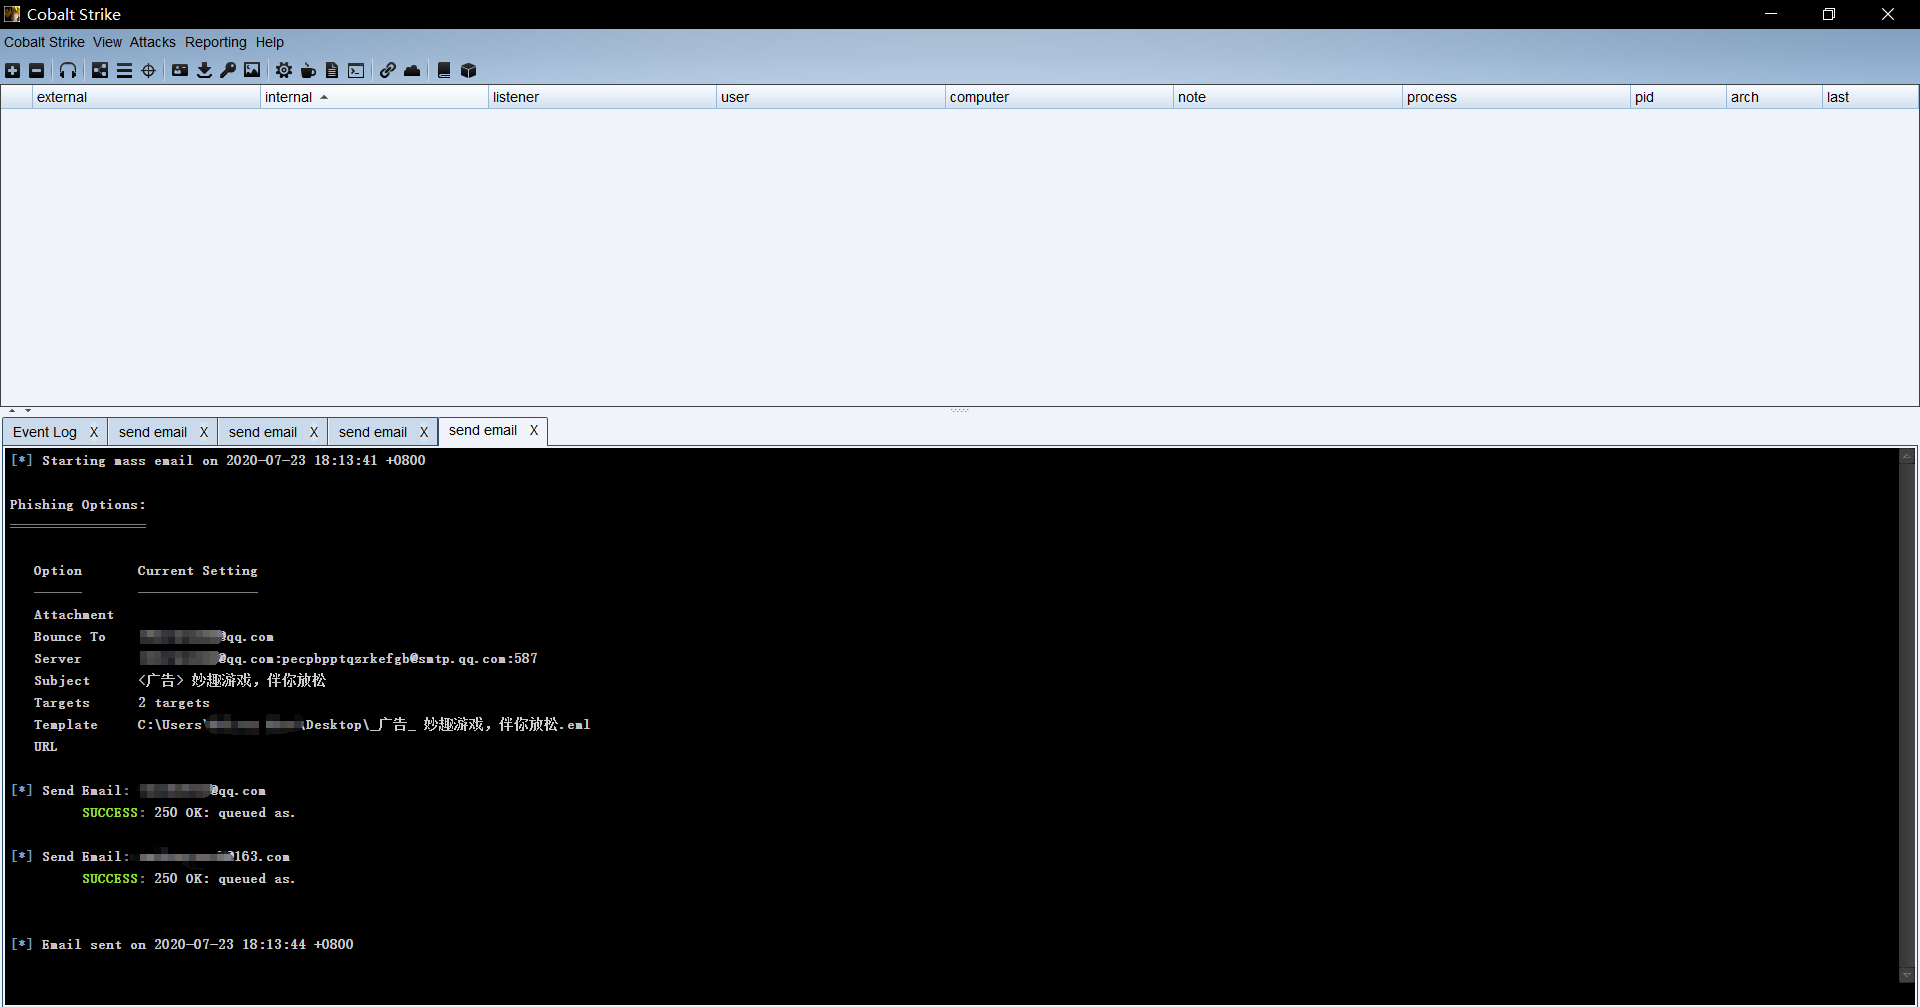 Cobalt Strike
Cobalt Strike View Attacks Reporting Help
external internal listener user computer note process pid arch last
Event Log X send email X send email X send email X send email X
[*] Starting mass email on 2020-07-23 18:13:41 +0800
Phishing Options:
=================
Option Current Setting
------ ---------------
Attachment
Bounce To @qq.com
Server @qq.com:pecpbpptqzrkefgb@smtp.qq.com:587
Subject <广告> 妙趣游戏，伴你放松
Targets 2 targets
Template C:\Users\ \Desktop\_广告_ 妙趣游戏，伴你放松.eml
URL
[*] Send Email: @qq.com
SUCCESS: 250 OK: queued as.
[*] Send Email: @163.com
SUCCESS: 250 OK: queued as.
[*] Email sent on 2020-07-23 18:13:44 +0800